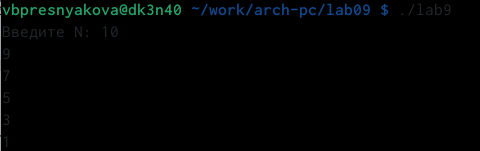 vbpresnyakova@dk3n40 ~/work/arch-pc/lab09 $ ./lab9
Введите N: 10
9
7
5
3
1